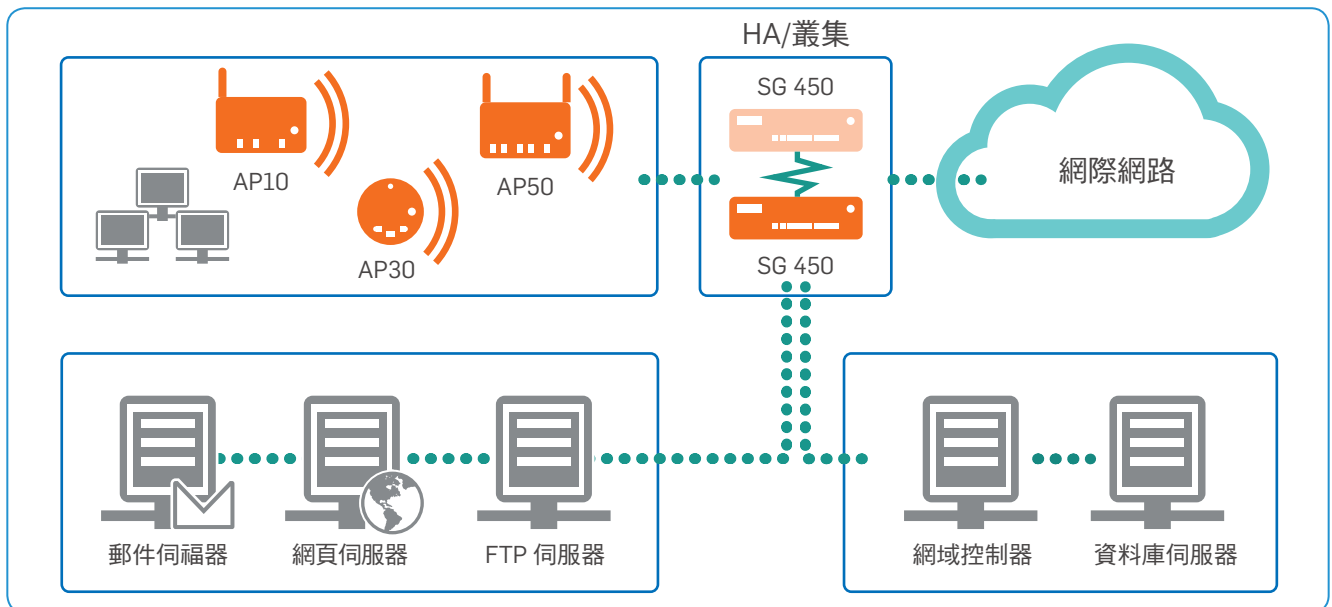 HA/叢集
SG 450
AP10
AP50
AP30
SG 450
網際網路
郵件伺福器
網頁伺服器
FTP 伺服器
網域控制器
資料庫伺服器